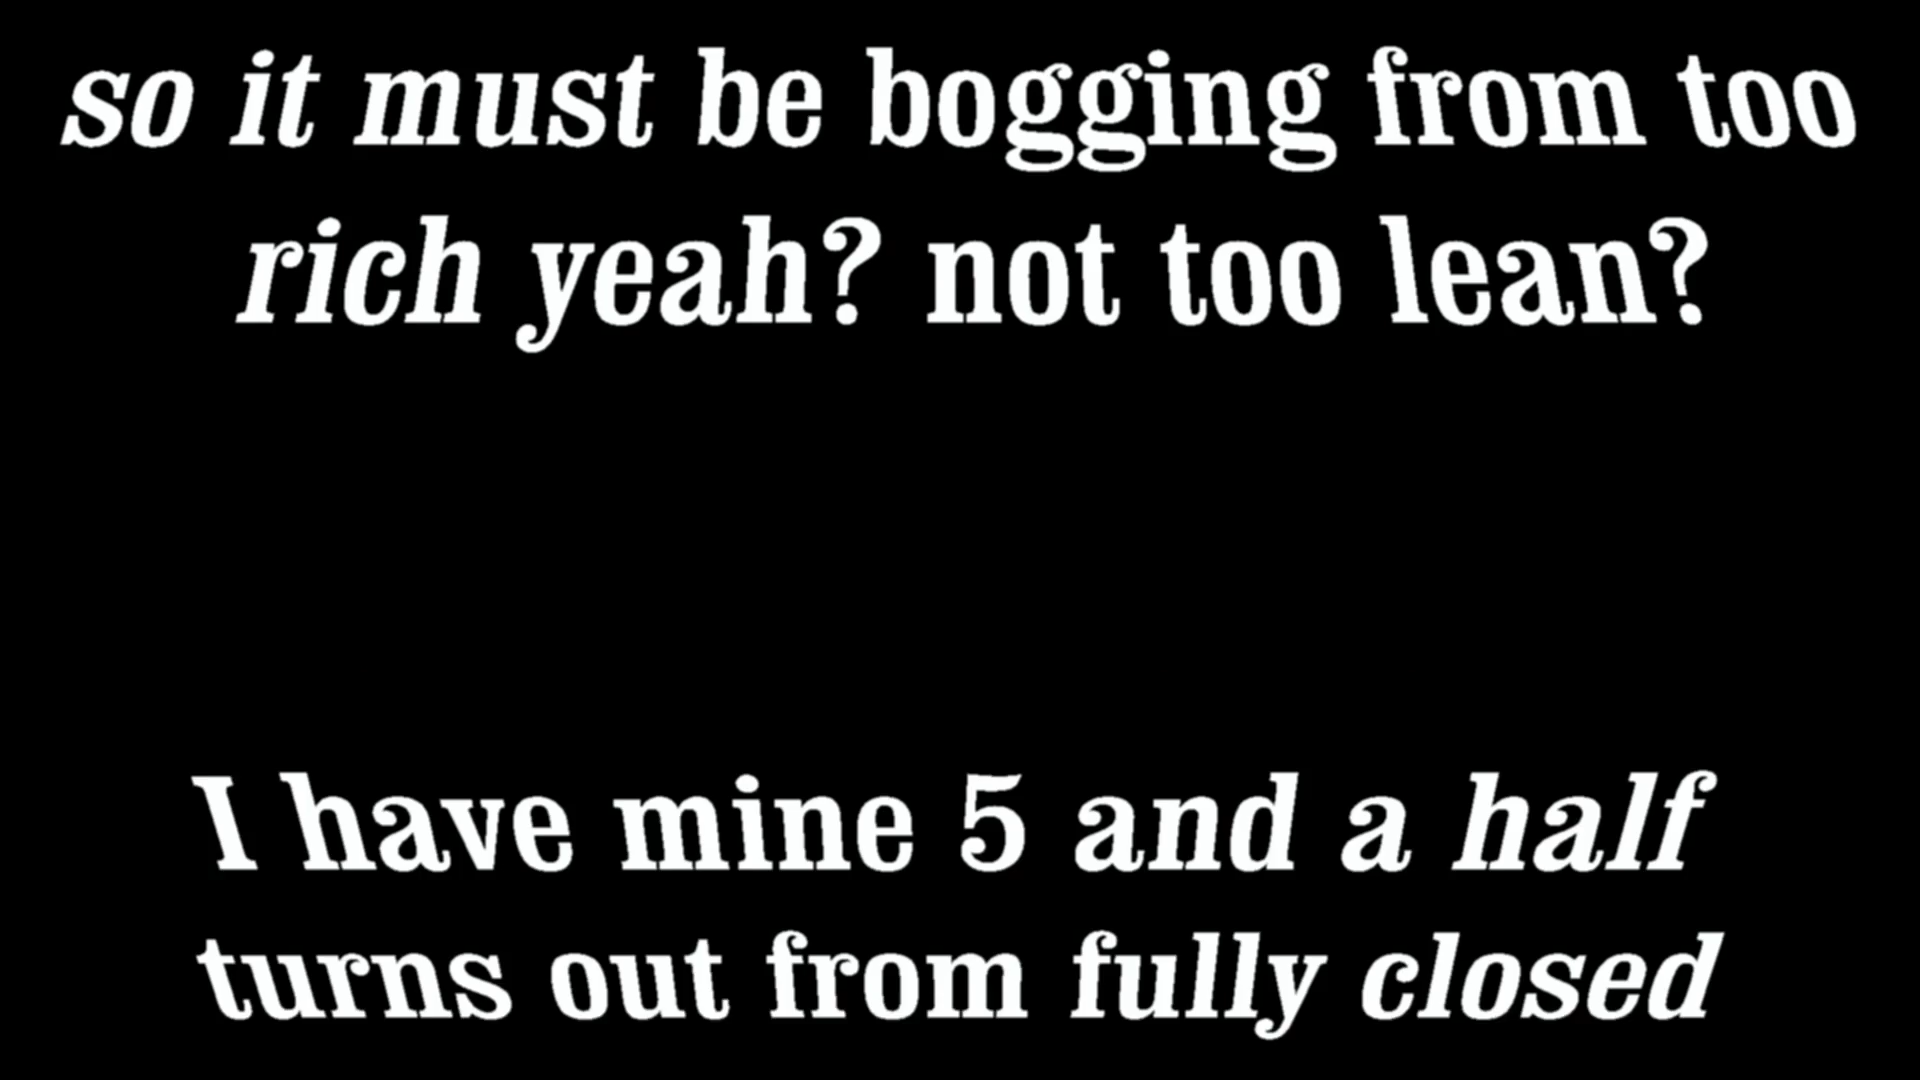 so it must be bogging from too
rich yeah? not too lean?
I have mine 5 and a half
turns out from fully closed